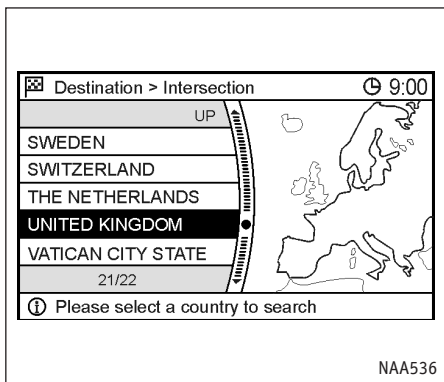 Destination > Intersection 9:00
UP
SWEDEN
SWITZERLAND
THE NETHERLANDS
UNITED KINGDOM
VATICAN CITY STATE
21/22
Please select a country to search
NAA536